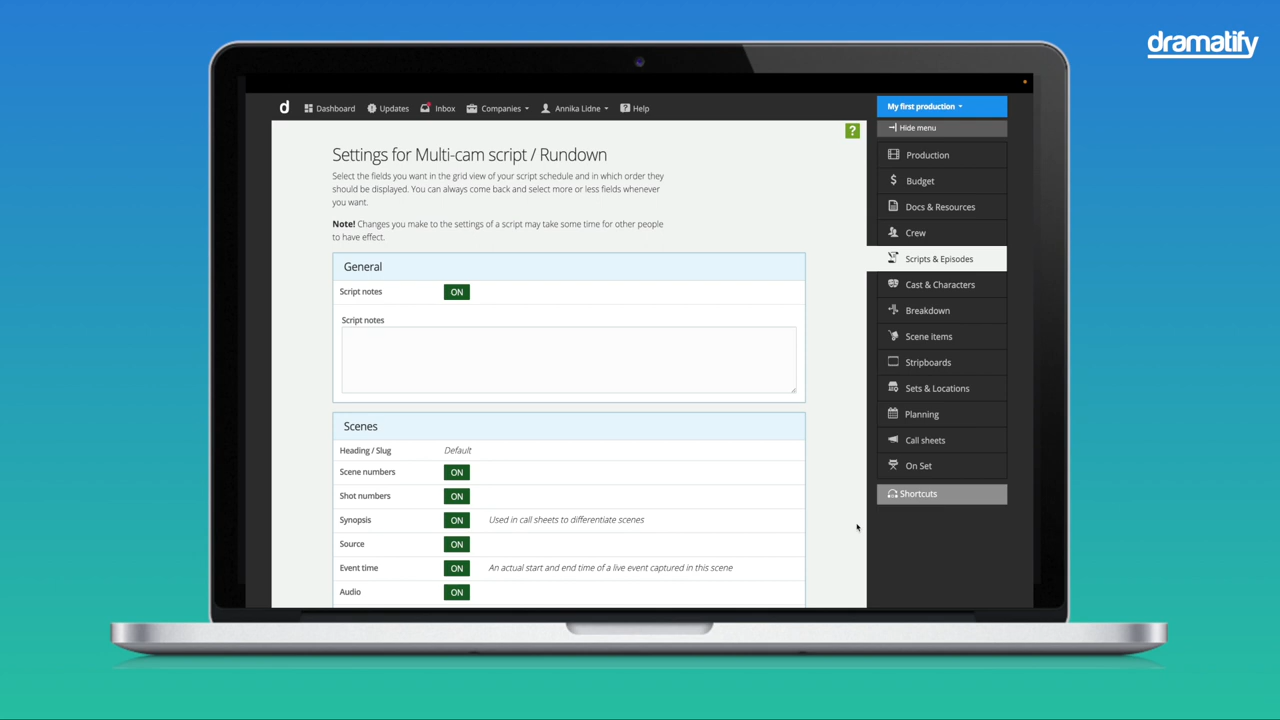 dramatify
d Dashboard Updates Inbox Companies Annika Lidne Help
My first production
Hide menu
?
Production
Budget
Docs & Resources
Crew
Scripts & Episodes
Cast & Characters
Breakdown
Scene items
Stripboards
Sets & Locations
Planning
Call sheets
On Set
Shortcuts
Settings for Multi-cam script / Rundown
Select the fields you want in the grid view of your script schedule and in which order they
should be displayed. You can always come back and select more or less fields whenever
you want.
Note! Changes you make to the settings of a script may take some time for other people
to have effect.
General
Script notes ON
Script notes
Scenes
Heading / Slug Default
Scene numbers ON
Shot numbers ON
Synopsis ON Used in call sheets to differentiate scenes
Source ON
Event time ON An actual start and end time of a live event captured in this scene
Audio ON